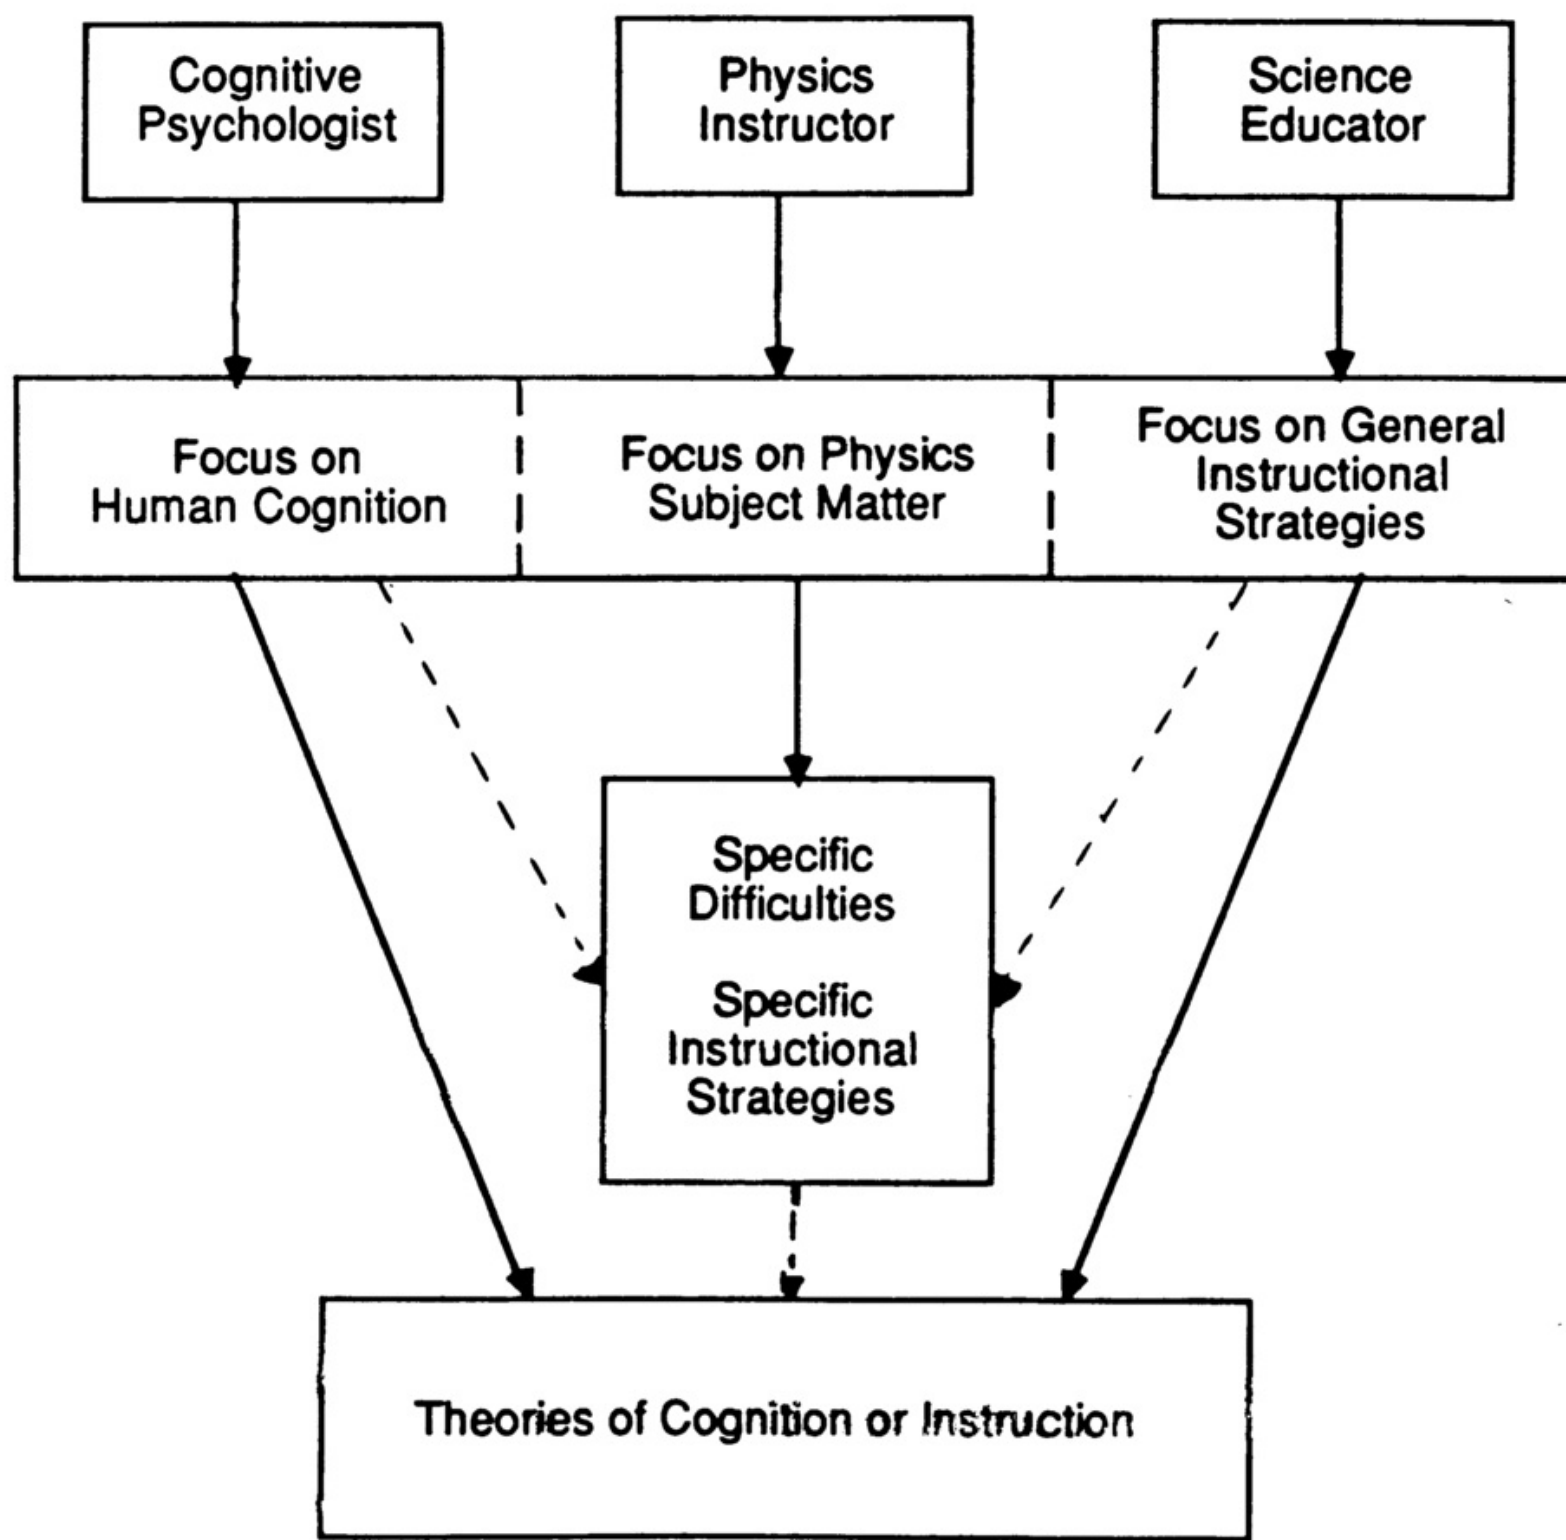 Cognitive
Psychologist
Physics
Instructor
Science
Educator
Focus on
Human Cognition
Focus on Physics
Subject Matter
Focus on General
Instructional
Strategies
Specific
Difficulties
Specific
Instructional
Strategies
Theories of Cognition or Instruction